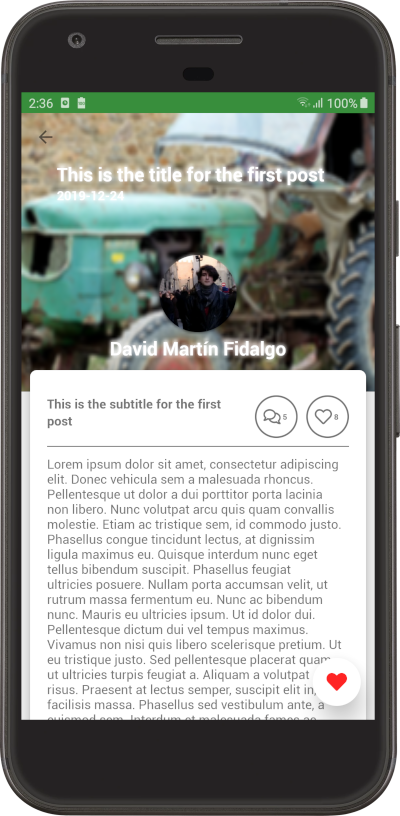 2:36 100%
This is the title for the first post
2019-12-24
David Martín Fidalgo
This is the subtitle for the first
post
5 8
Lorem ipsum dolor sit amet, consectetur adipiscing
elit. Donec vehicula sem a malesuada rhoncus.
Pellentesque ut dolor a dui porttitor porta lacinia
non libero. Nunc volutpat arcu quis quam convallis
molestie. Etiam ac tristique sem, id commodo justo.
Phasellus congue tincidunt lectus, at dignissim
ligula maximus eu. Quisque interdum nunc eget
tellus bibendum suscipit. Phasellus feugiat
ultricies posuere. Nullam porta accumsan velit, ut
rutrum massa fermentum eu. Nunc ac bibendum
nunc. Mauris eu ultricies ipsum. Ut id dolor dui.
Pellentesque dictum dui vel tempus maximus.
Vivamus non nisi quis libero scelerisque pretium. Ut
eu tristique justo. Sed pellentesque placerat quam
ut ultricies turpis feugiat a. Aliquam a volutpat
risus. Praesent at lectus semper, suscipit elit in,
facilisis massa. Phasellus sed vestibulum ante, a
euismod sem. Interdum et malesuada fames ac